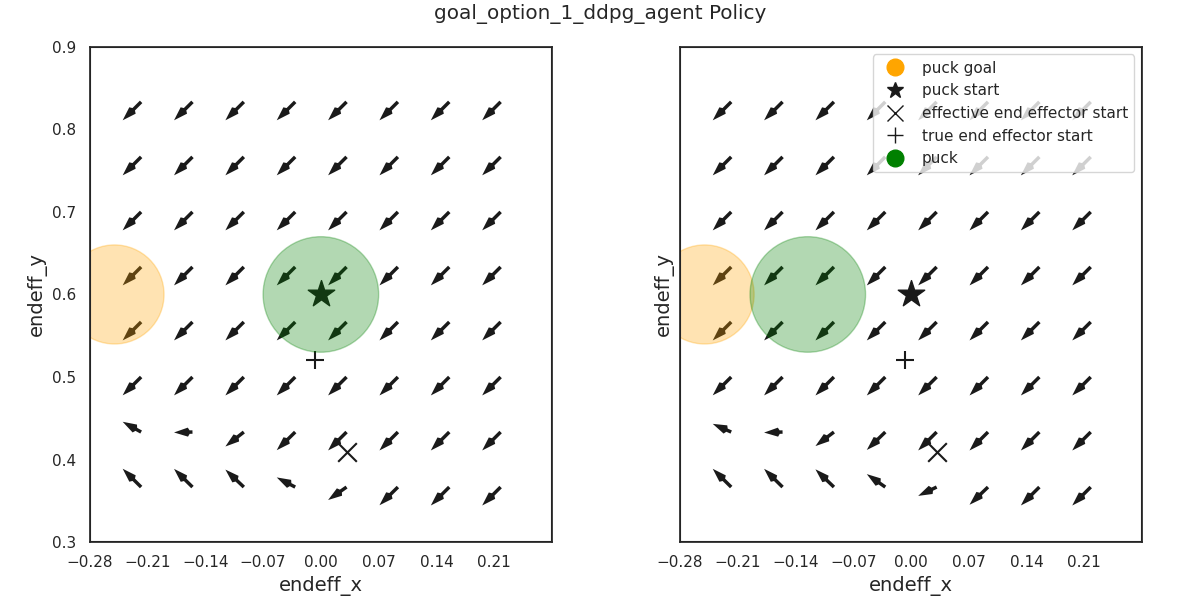 goal_option_1_ddpg_agent Policy
endeff_y
0.9
0.8
0.7
0.6
0.5
0.4
0.3
−0.28 −0.21 −0.14 −0.07 0.00 0.07 0.14 0.21
endeff_x
endeff_y
puck goal
puck start
effective end effector start
true end effector start
puck
−0.28 −0.21 −0.14 −0.07 0.00 0.07 0.14 0.21
endeff_x